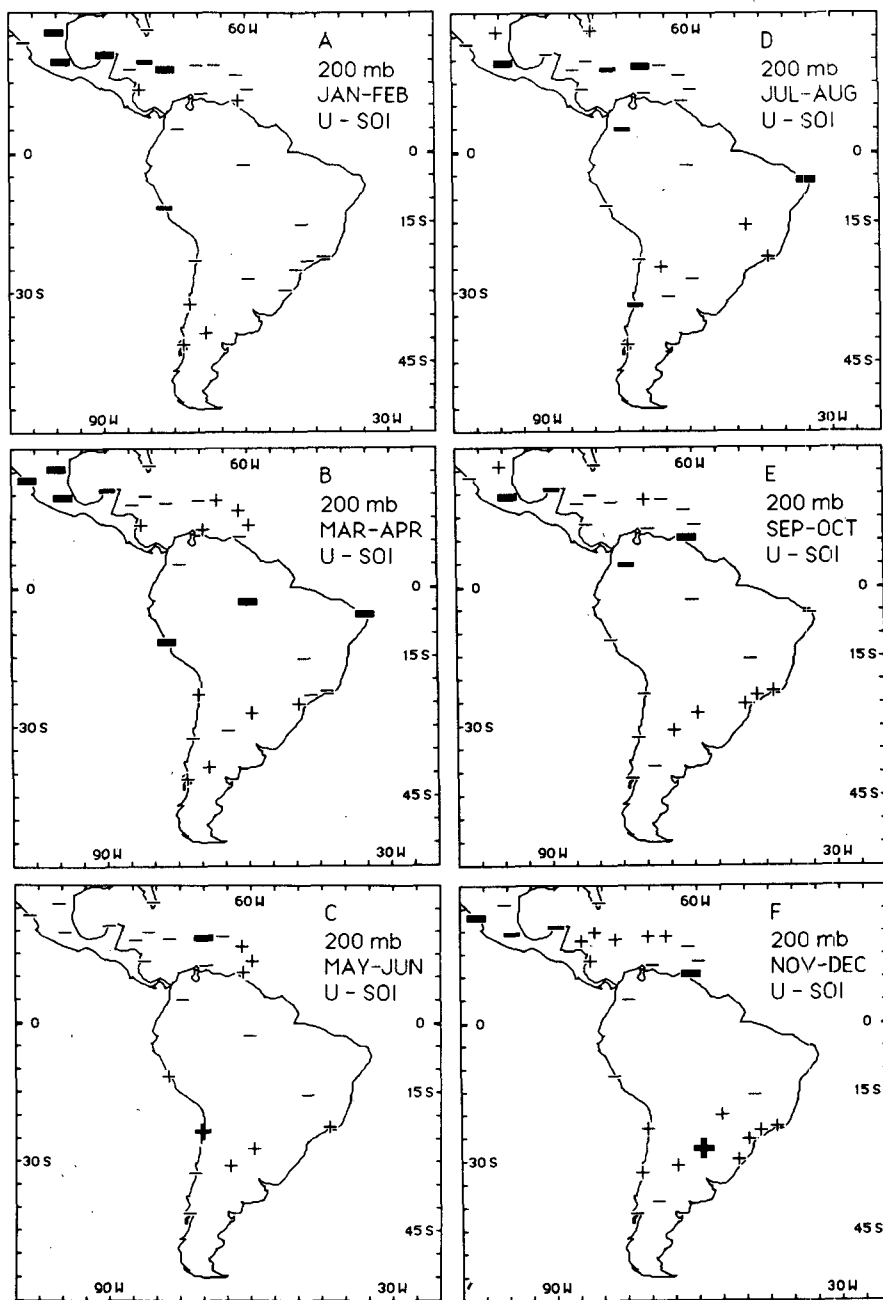 60W
A
200 mb
JAN-FEB
U - SOI
0
0
15S
30S
45S
90W
30W
60W
D
200 mb
JUL-AUG
U - SOI
0
0
15S
30S
45S
90W
30W
60W
B
200 mb
MAR-APR
U - SOI
0
0
15S
30S
45S
90W
30W
60W
E
200 mb
SEP-OCT
U - SOI
0
0
15S
30S
45S
90W
30W
60W
C
200 mb
MAY-JUN
U - SOI
0
0
15S
30S
45S
90W
30W
60W
F
200 mb
NOV-DEC
U - SOI
0
0
15S
30S
45S
90W
30W